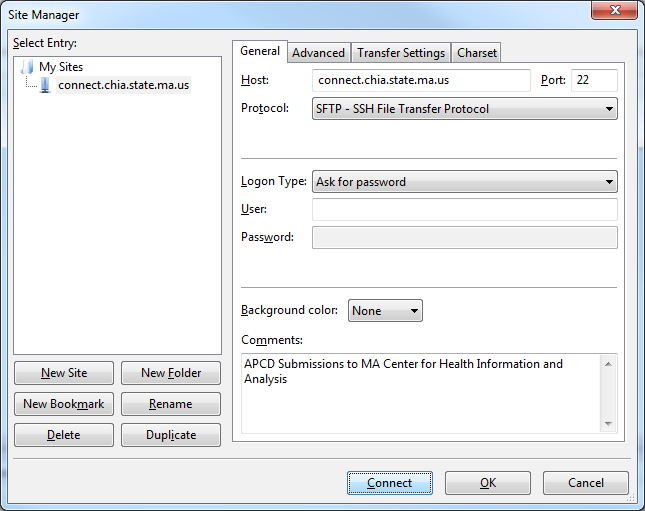 Site Manager
Select Entry:
My Sites
connect.chia.state.ma.us
New Site
New Folder
New Bookmark
Rename
Delete
Duplicate
General
Advanced
Transfer Settings
Charset
Host:
connect.chia.state.ma.us
Port:
22
Protocol:
SFTP - SSH File Transfer Protocol
Logon Type:
Ask for password
User:
Password:
Background color:
None
Comments:
APCD Submissions to MA Center for Health Information and
Analysis
Connect
OK
Cancel